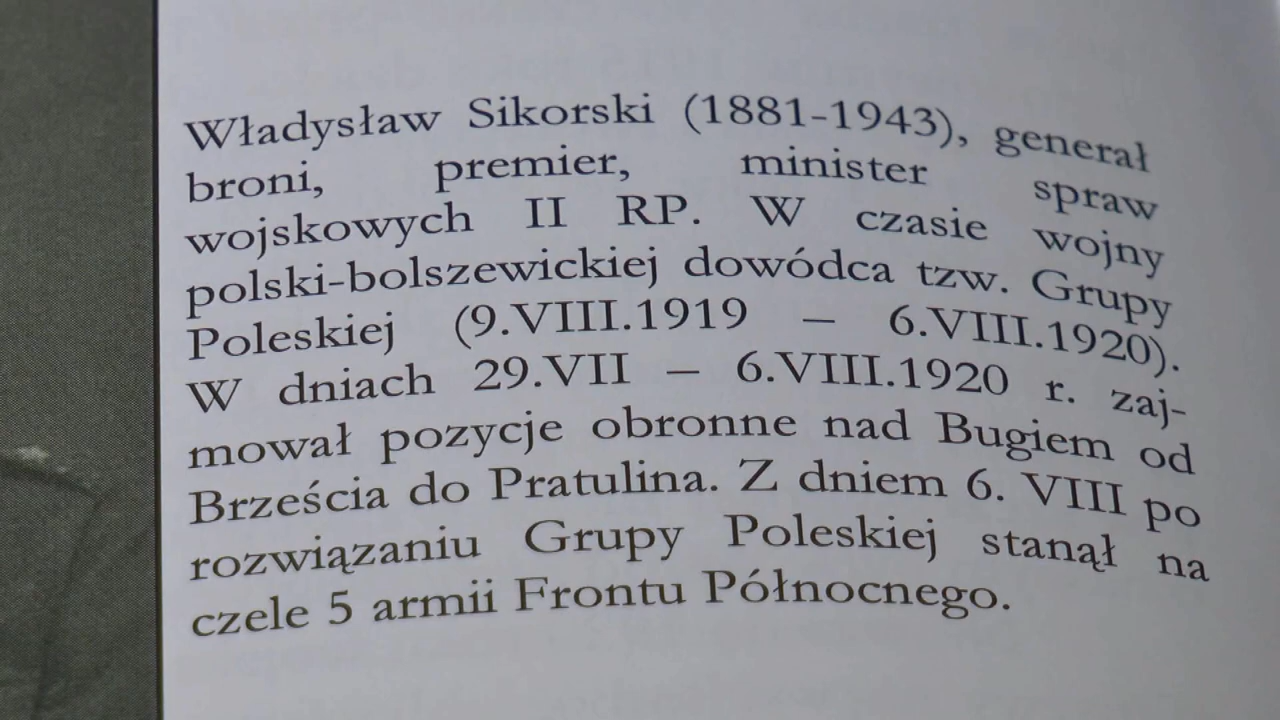 Władysław Sikorski (1881-1943), generał
broni, premier, minister spraw
wojskowych II RP. W czasie wojny
polski-bolszewickiej dowódca tzw. Grupy
Poleskiej (9.VIII.1919 – 6.VIII.1920).
W dniach 29.VII – 6.VIII.1920 r. zaj-
mował pozycje obronne nad Bugiem od
Brześcia do Pratulina. Z dniem 6. VIII po
rozwiązaniu Grupy Poleskiej stanął na
czele 5 armii Frontu Północnego.